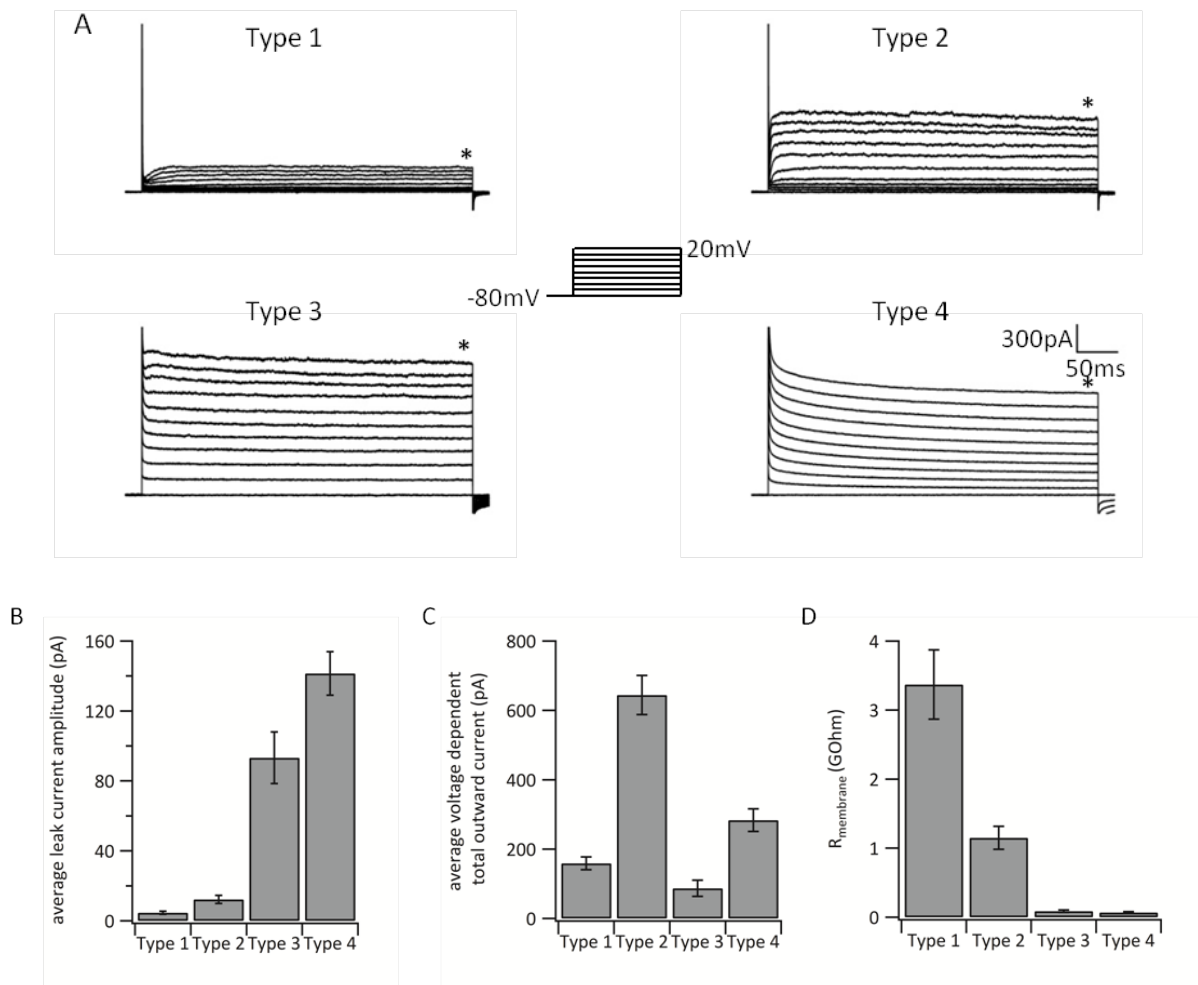 A
Type 1
Type 2
*
*
20mV
-80mV
Type 3
Type 4
*
300pA
50ms
*
B
C
D
average leak current amplitude (pA)
160
120
80
40
0
Type 1 Type 2 Type 3 Type 4
average voltage dependent
total outward current (pA)
800
600
400
200
0
Type 1 Type 2 Type 3 Type 4
Rmembrane (GOhm)
4
3
2
1
0
Type 1 Type 2 Type 3 Type 4